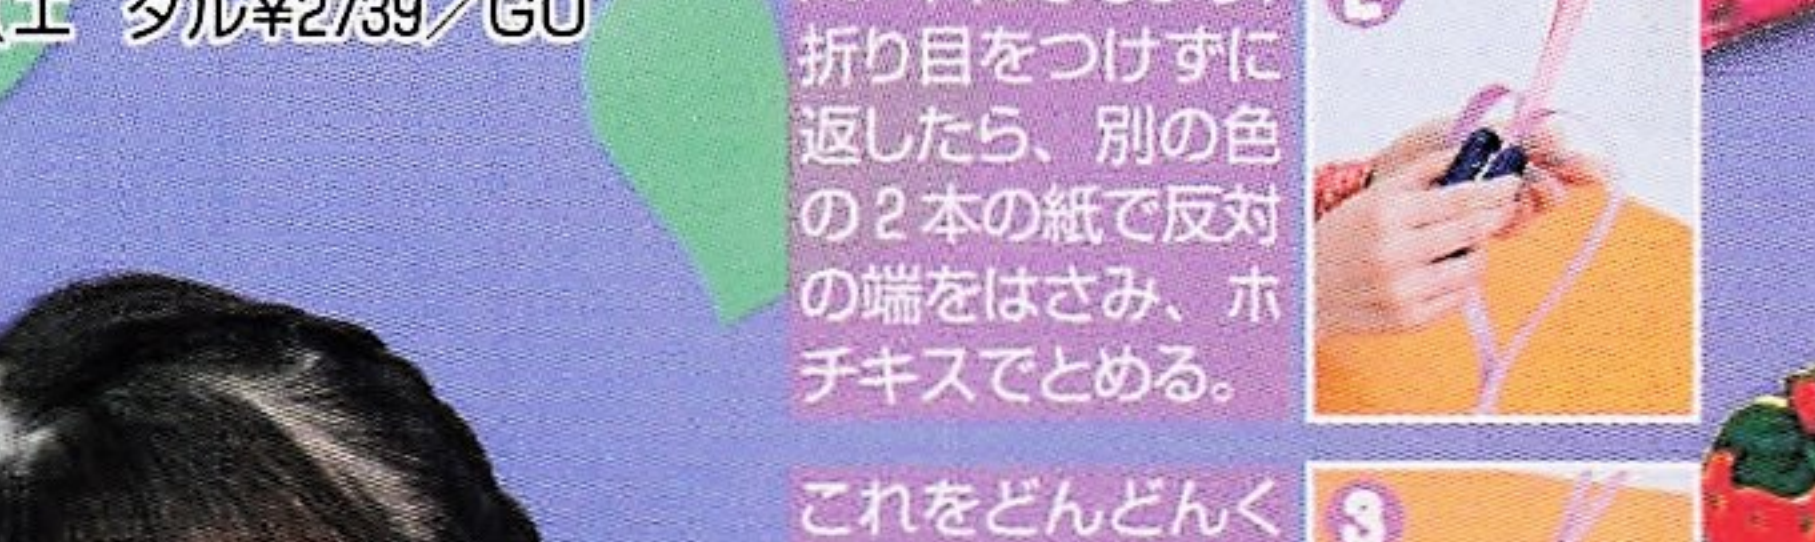 タル¥2739／GU
折り目をつけずに
返したら、別の色
の2本の紙で反対
の端をはさみ、ホ
チキスでとめる。
これをどんどんく
3